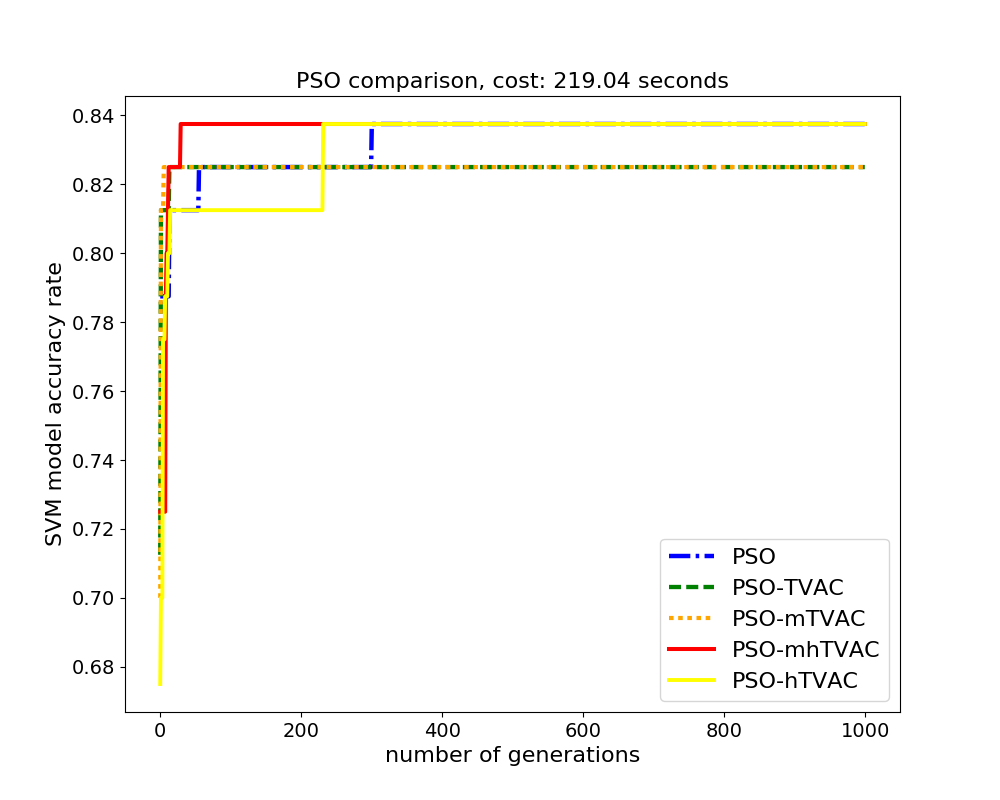 PSO comparison, cost: 219.04 seconds
0.84
0.82
0.80
0.78
0.76
0.74
0.72
0.70
0.68
SVM model accuracy rate
PSO
PSO-TVAC
PSO-mTVAC
PSO-mhTVAC
PSO-hTVAC
0 200 400 600 800 1000
number of generations